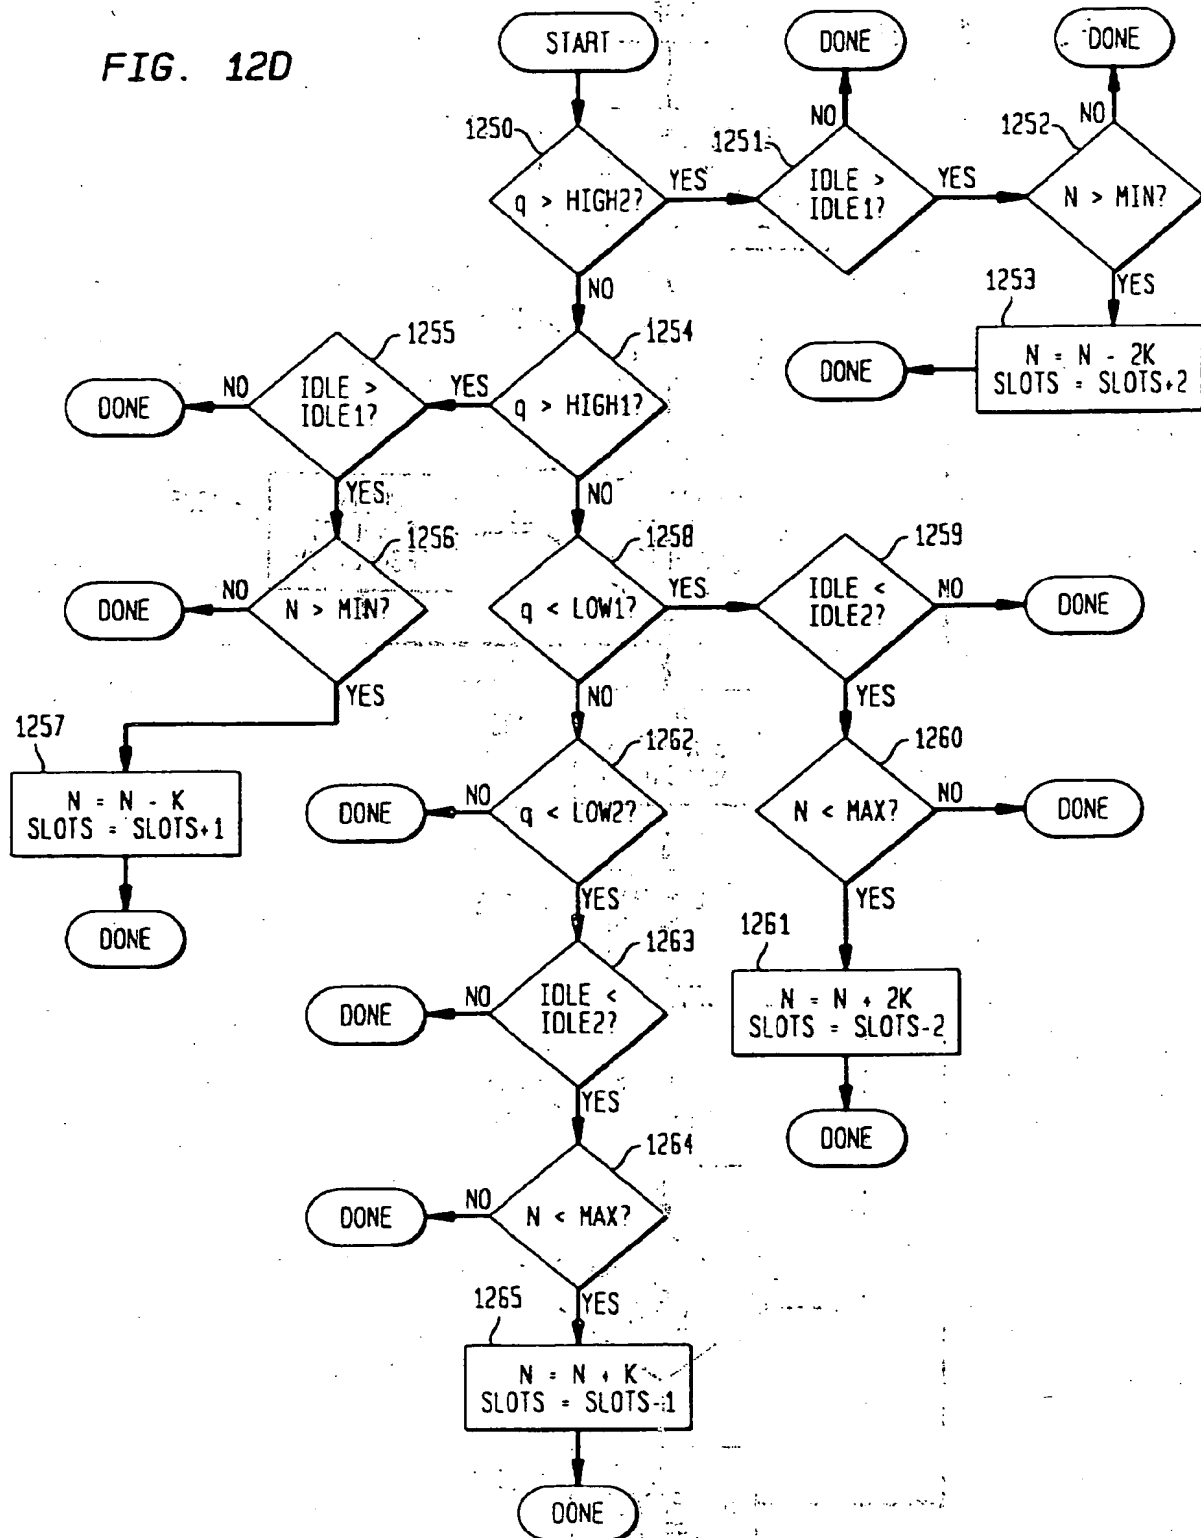 FIG. 12D
START
DONE
DONE
1250
q > HIGH2?
YES
NO
1251
IDLE >
IDLE1?
NO
YES
1252
N > MIN?
NO
YES
1253
N = N - 2K
SLOTS = SLOTS+2
DONE
1254
q > HIGH1?
YES
NO
1255
IDLE >
IDLE1?
NO
DONE
YES
1256
N > MIN?
NO
DONE
YES
1257
N = N - K
SLOTS = SLOTS+1
DONE
1258
q < LOW1?
YES
NO
1259
IDLE <
IDLE2?
NO
DONE
YES
1260
N < MAX?
NO
DONE
YES
1261
N = N + 2K
SLOTS = SLOTS-2
DONE
1262
q < LOW2?
NO
DONE
YES
1263
IDLE <
IDLE2?
NO
DONE
YES
1264
N < MAX?
NO
DONE
YES
1265
N = N + K
SLOTS = SLOTS-1
DONE